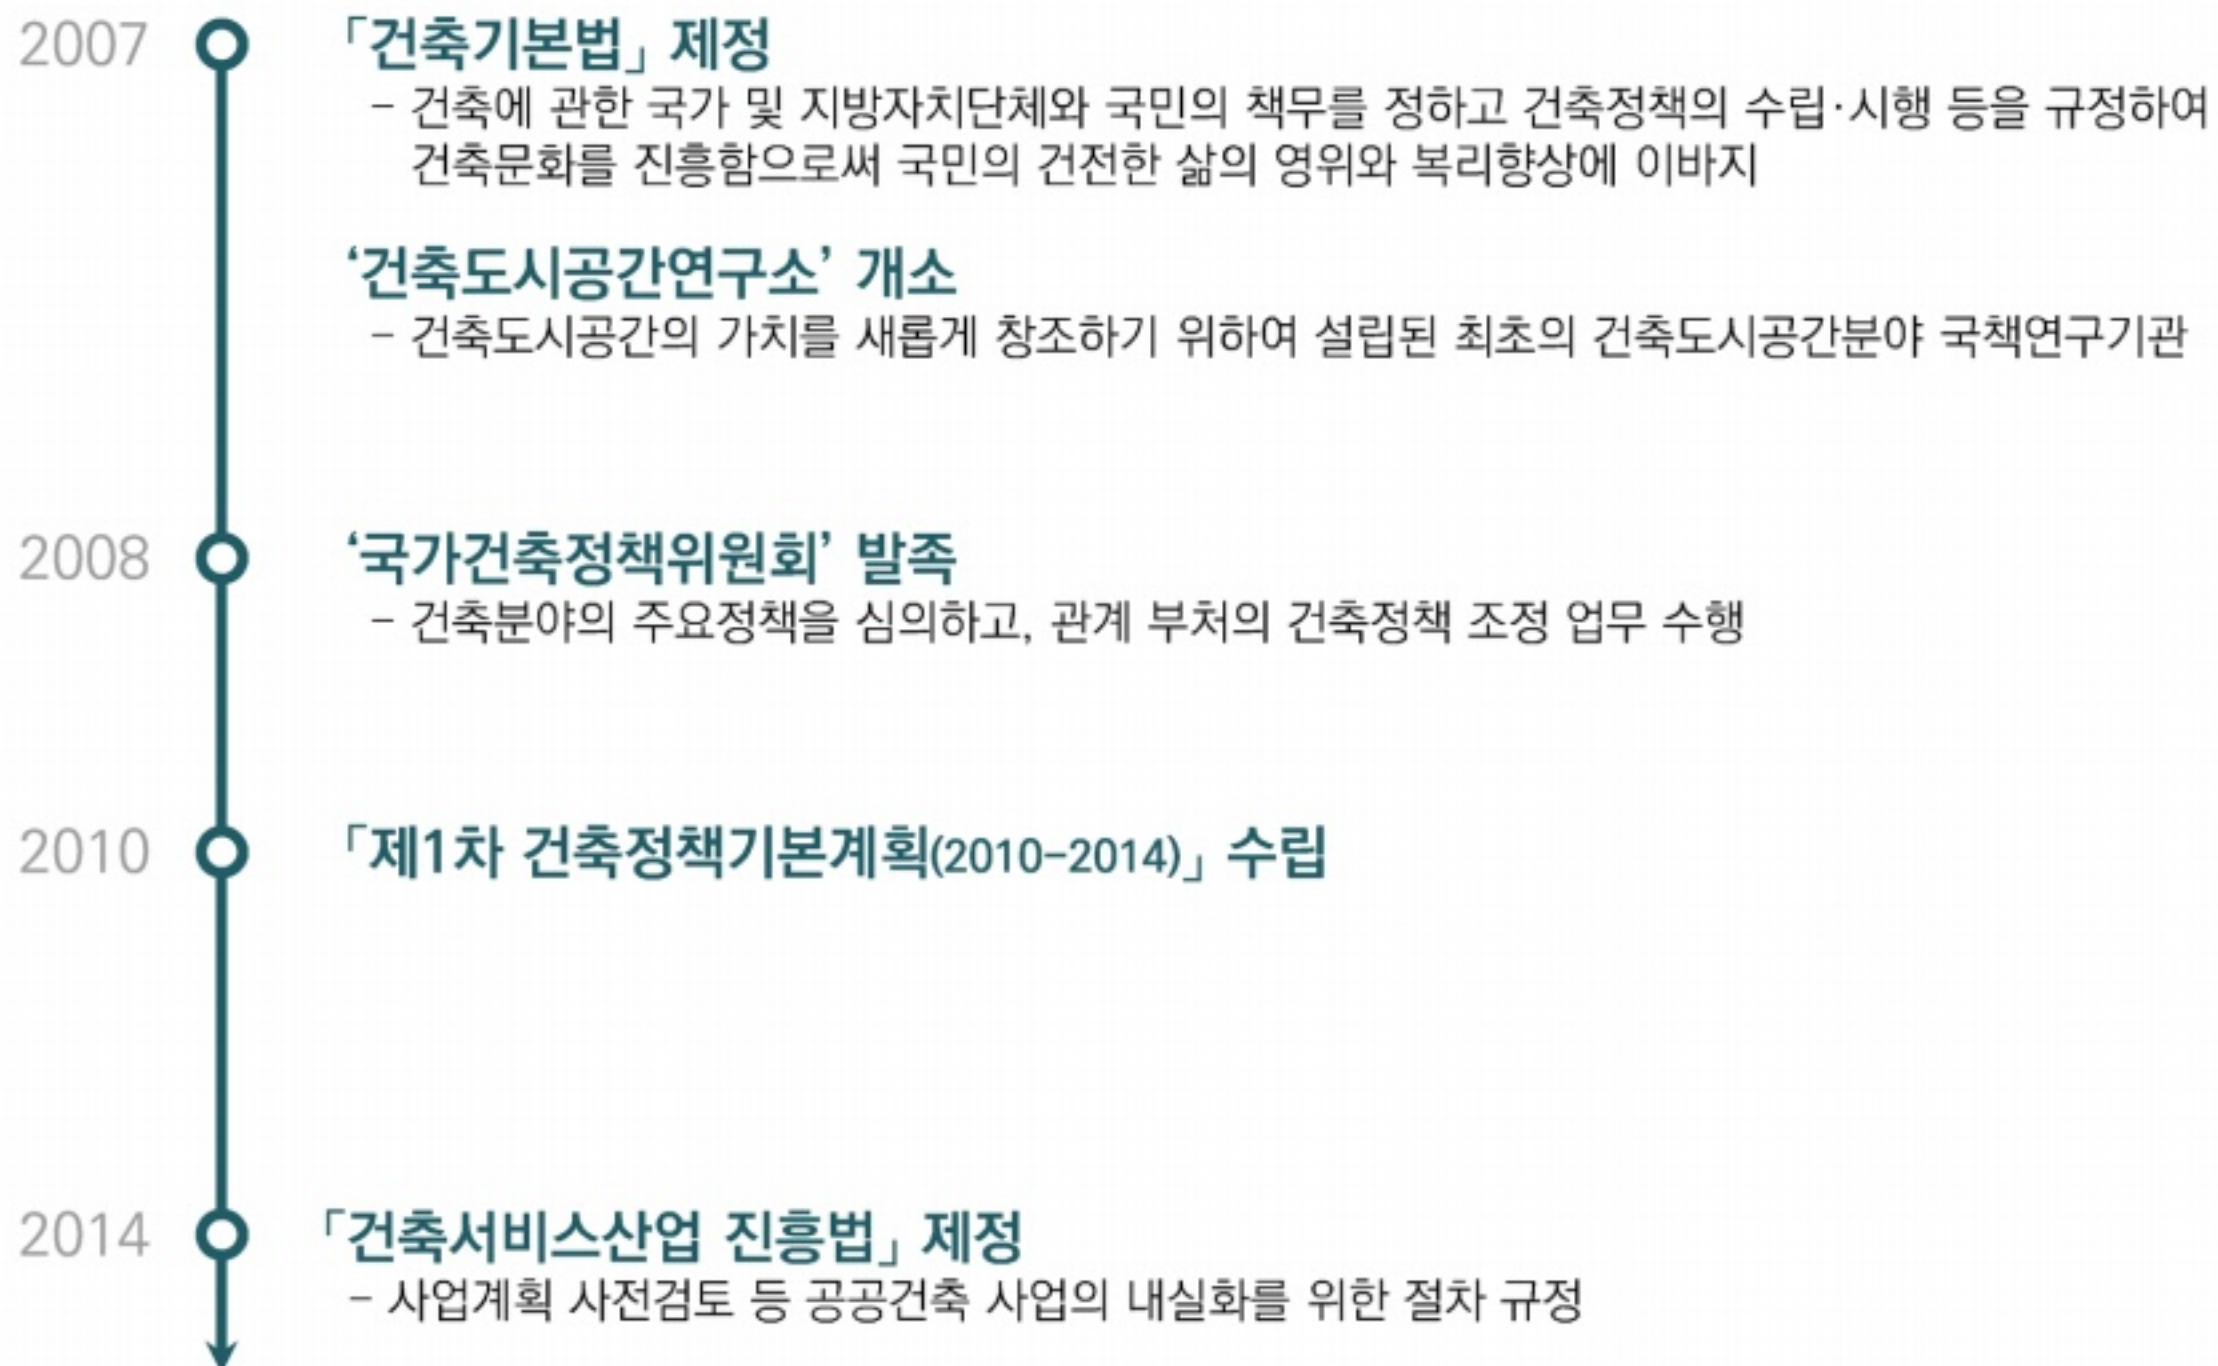 2007
「건축기본법」 제정
- 건축에 관한 국가 및 지방자치단체와 국민의 책무를 정하고 건축정책의 수립·시행 등을 규정하여
건축문화를 진흥함으로써 국민의 건전한 삶의 영위와 복리향상에 이바지
‘건축도시공간연구소’ 개소
- 건축도시공간의 가치를 새롭게 창조하기 위하여 설립된 최초의 건축도시공간분야 국책연구기관
2008
‘국가건축정책위원회’ 발족
- 건축분야의 주요정책을 심의하고, 관계 부처의 건축정책 조정 업무 수행
2010
「제1차 건축정책기본계획(2010-2014)」 수립
2014
「건축서비스산업 진흥법」 제정
- 사업계획 사전검토 등 공공건축 사업의 내실화를 위한 절차 규정